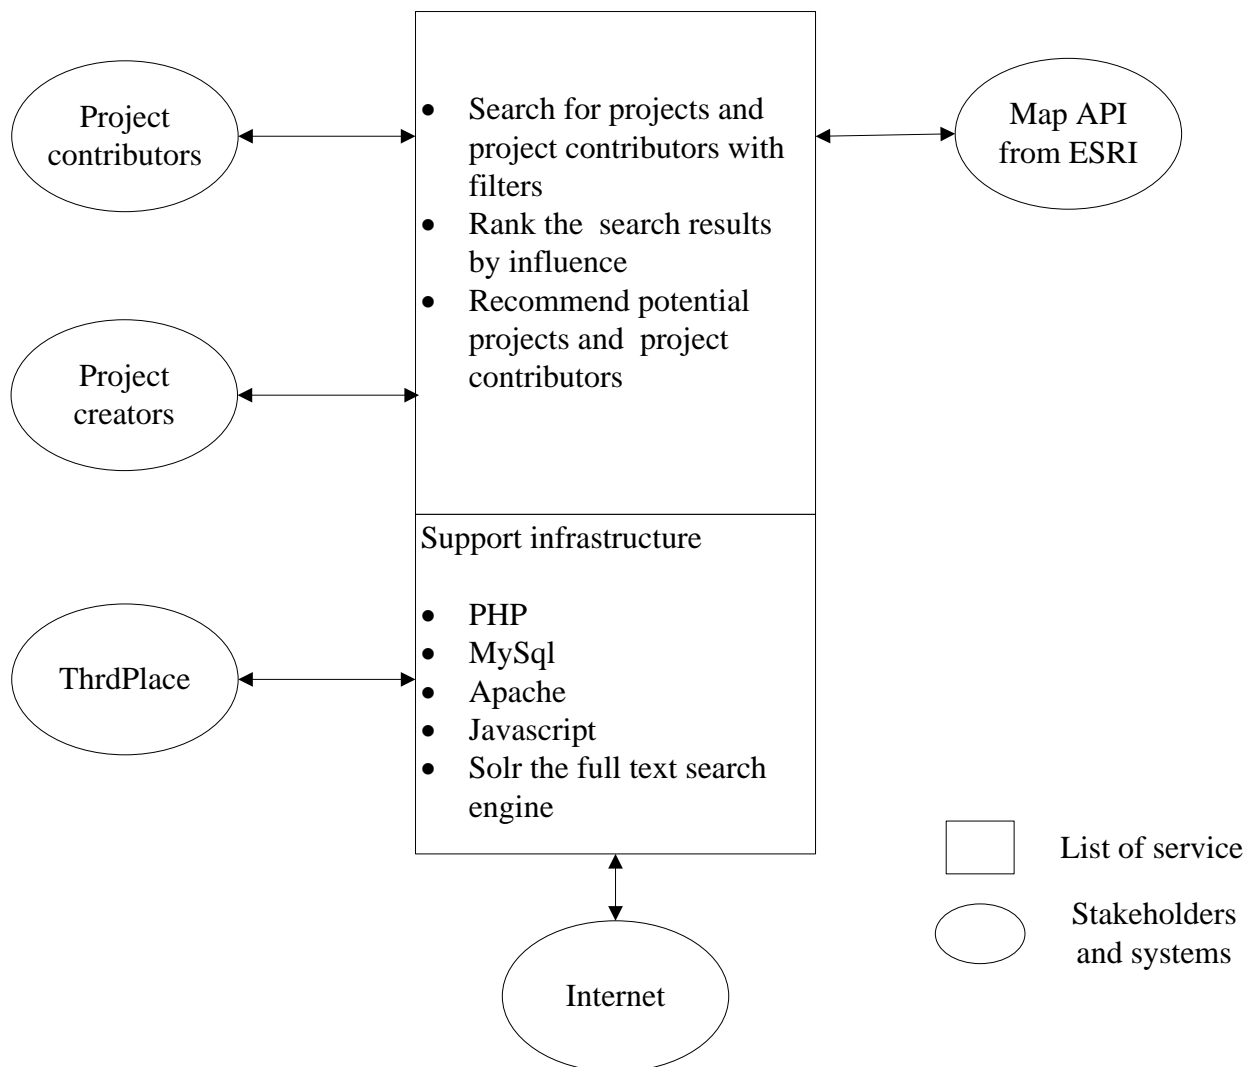 Project
contributors
• Search for projects and
project contributors with
filters
• Rank the search results
by influence
• Recommend potential
projects and project
contributors
Map API
from ESRI
Project
creators
Support infrastructure
• PHP
• MySql
• Apache
• Javascript
• Solr the full text search
engine
ThrdPlace
List of service
Stakeholders
and systems
Internet